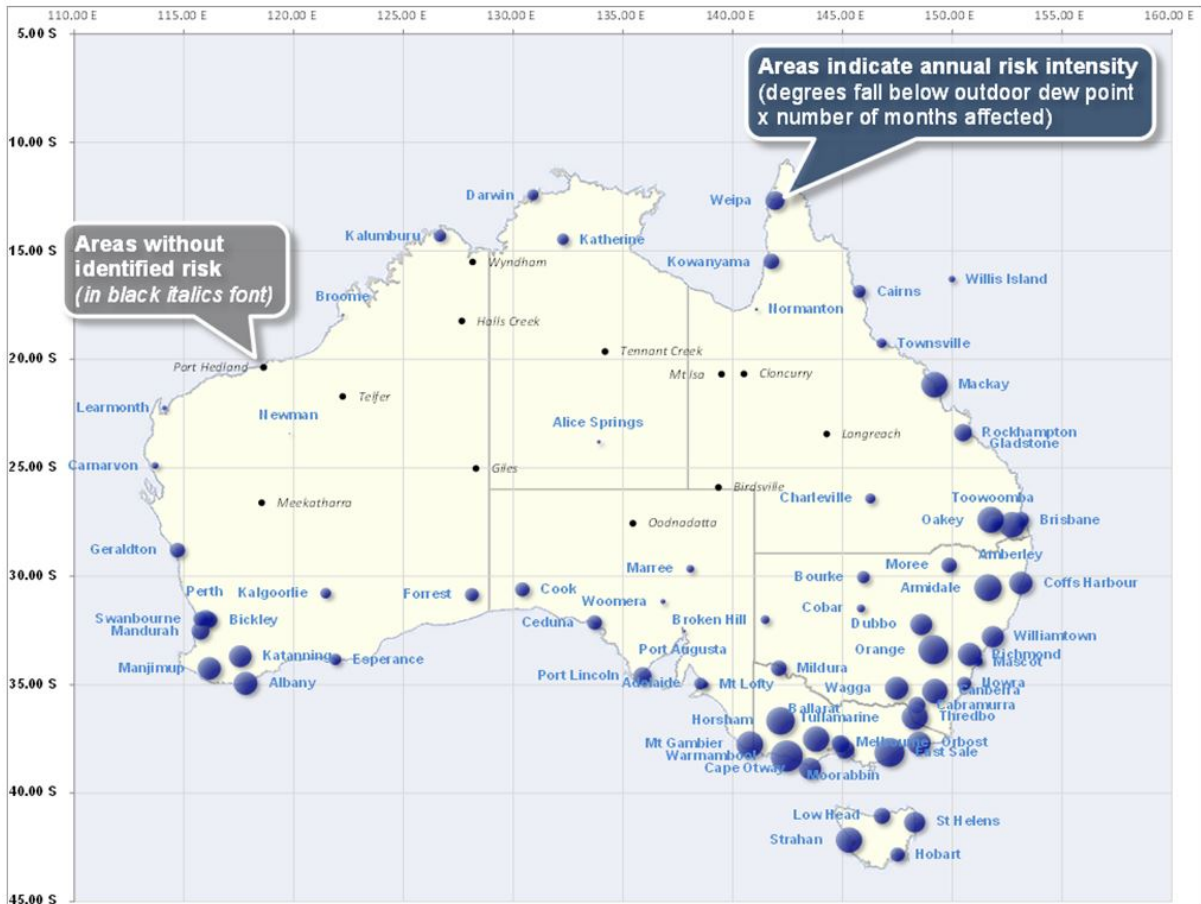 110.00 E 115.00 E 120.00 E 125.00 E 130.00 E 135.00 E 140.00 E 145.00 E 150.00 E 155.00 E 160.00 E
5.00 S
Areas indicate annual risk intensity
(degrees fall below outdoor dew point
x number of months affected)
10.00 S
Darwin
Weipa
Areas without
identified risk
(in black italics font)
Kalumburu
Katherine
15.00 S
Wyndham
Kowanyama
Willis Island
Cairns
Broome
Normanton
Halls Creek
Townsville
20.00 S
Tennant Creek
Port Hedland
Mt Isa
Cloncurry
Mackay
Telfer
Learmonth
Newman
Alice Springs
Longreach
Rockhampton
Gladstone
25.00 S
Carnarvon
Giles
Birdsville
Meekatharra
Charleville
Toowoomba
Oodnadatta
Oakey
Brisbane
Geraldton
Amberley
Marree
Moree
30.00 S
Bourke
Coffs Harbour
Perth
Kalgoorlie
Forrest
Cook
Armidale
Woomera
Cobar
Swanbourne
Bickley
Ceduna
Broken Hill
Dubbo
Mandurah
Williamtown
Port Augusta
Orange
Richmond
Katanning
Esperance
Mascot
Manjimup
Mildura
Port Lincoln
Adelaide
Mt Lofty
35.00 S
Albany
Wagga
Nowra
Canberra
Cabramurra
Ballarat
Horsham
Tullamarine
Thredbo
Mt Gambier
Melbourne
Orbost
Warrnambool
East Sale
Cape Otway
Moorabbin
40.00 S
Low Head
St Helens
Strahan
Hobart
45.00 S